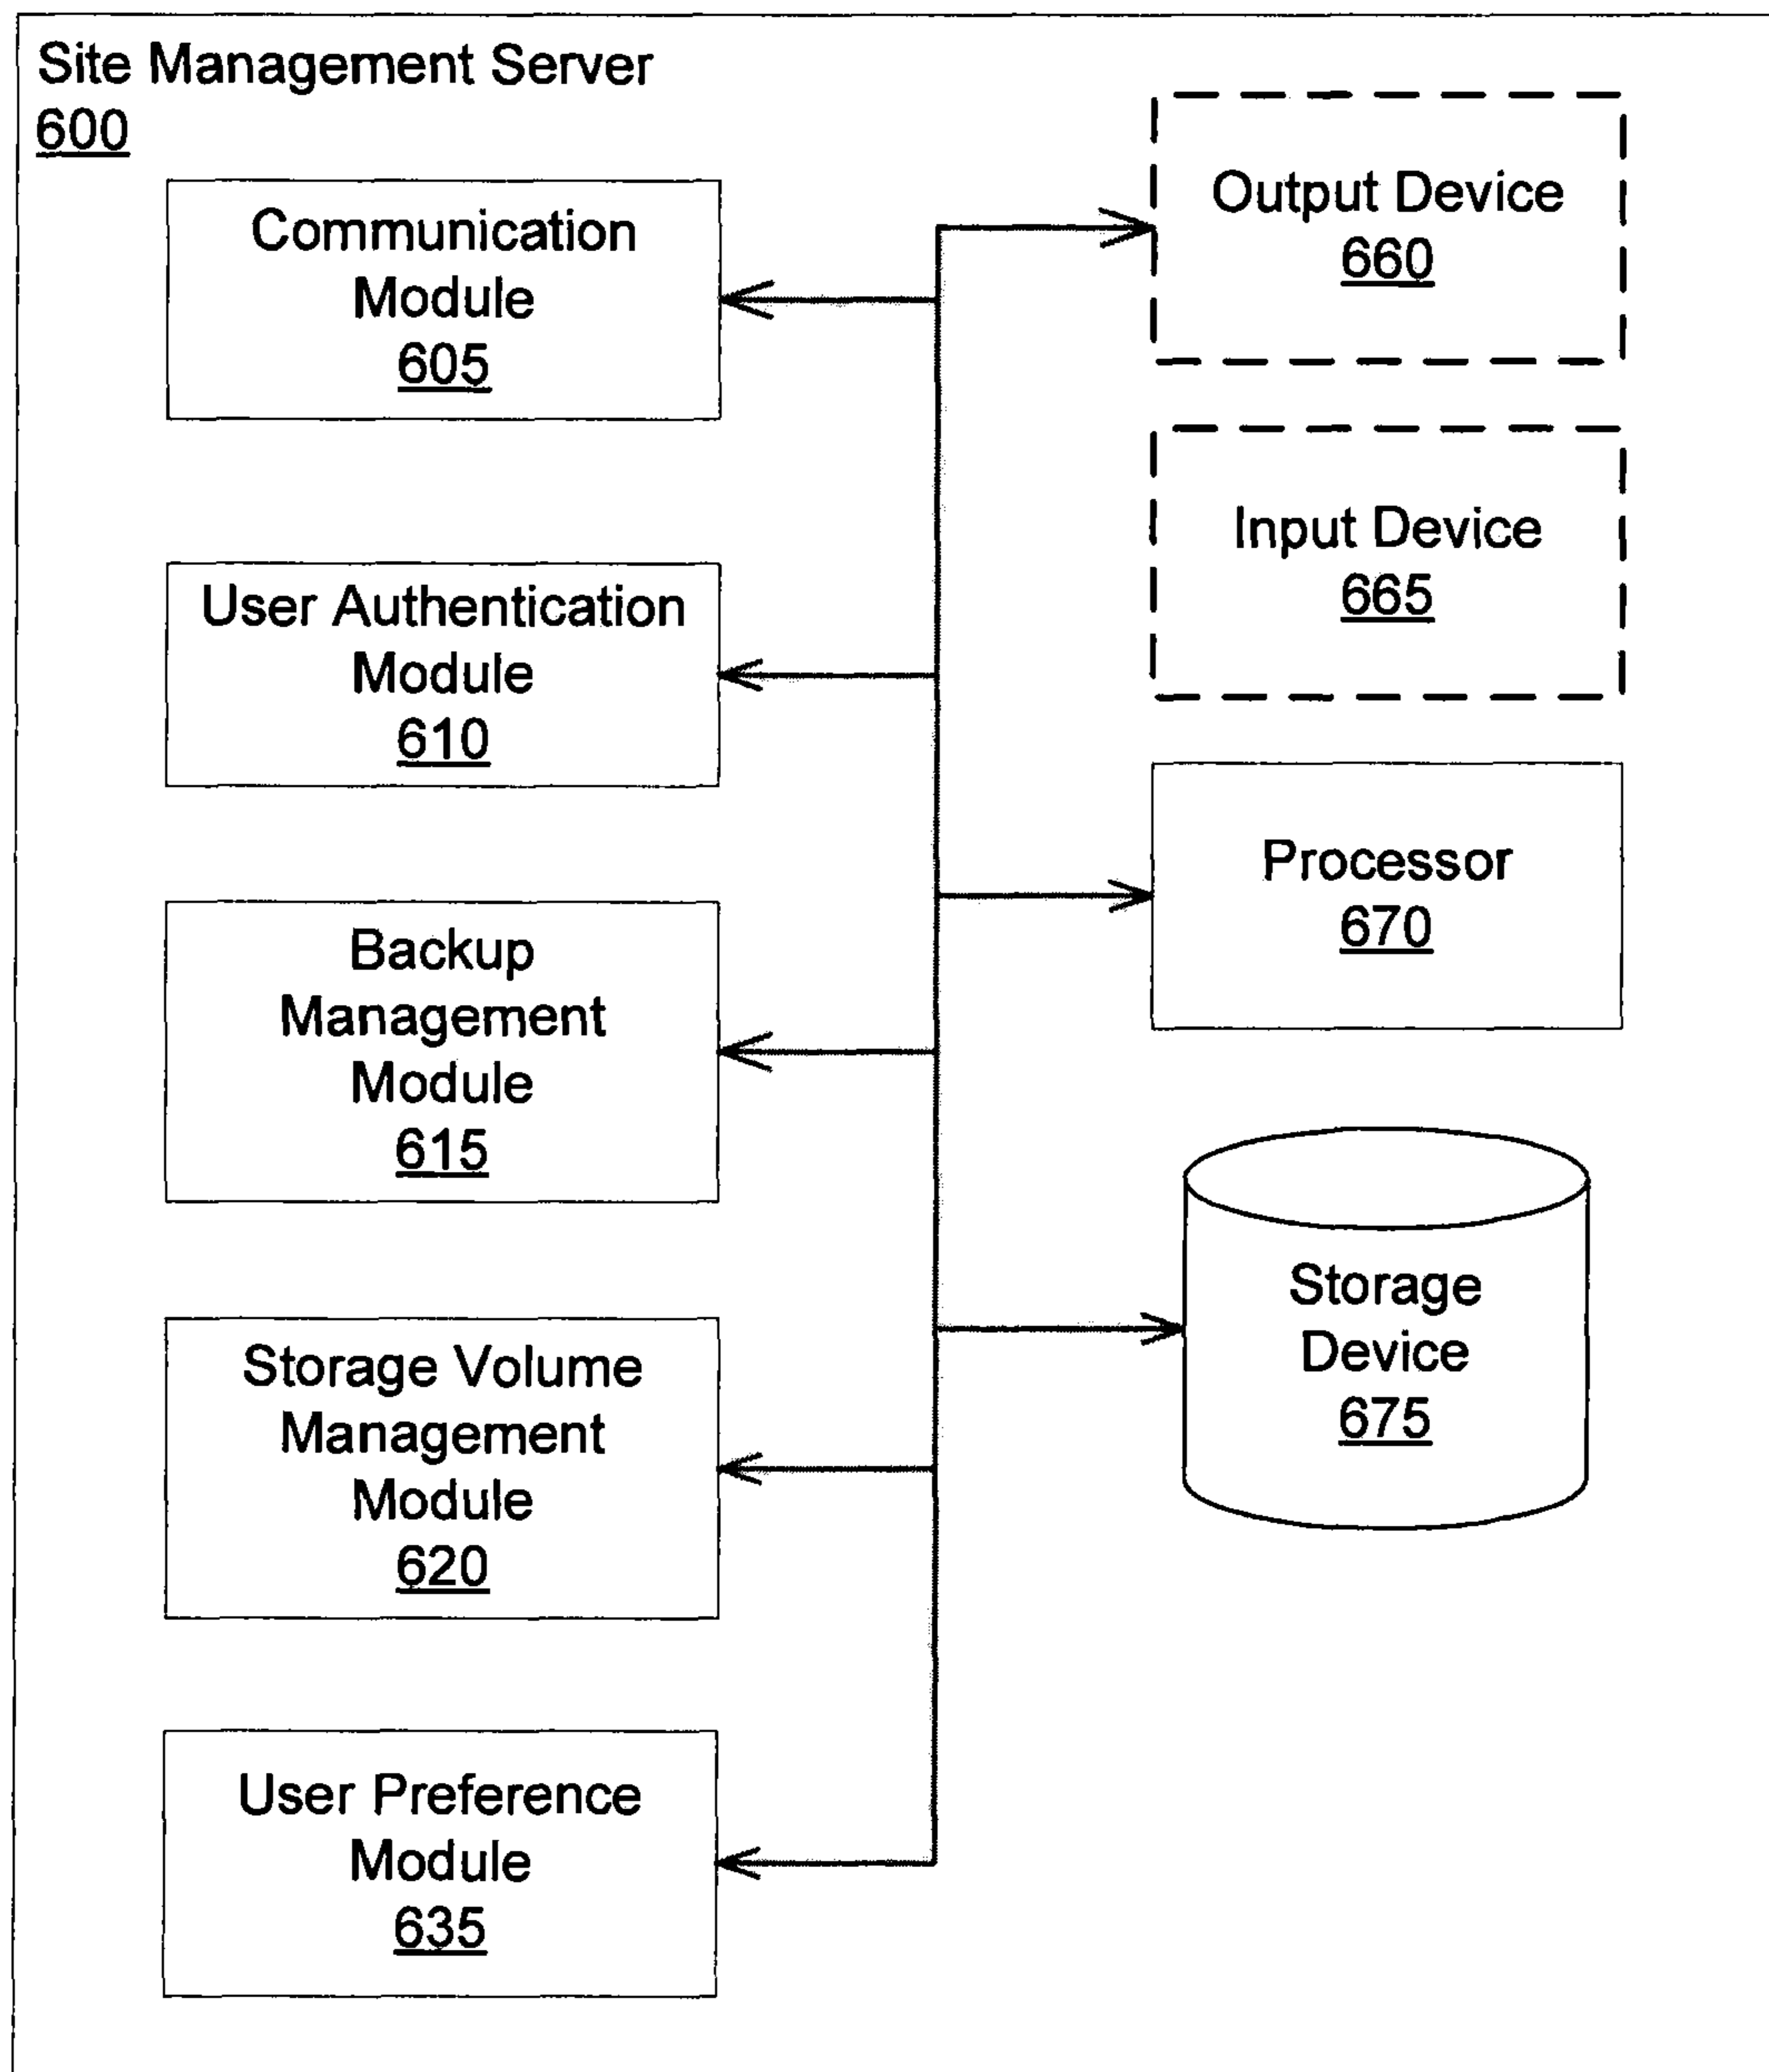 Site Management Server
600
Communication
Module
605
User Authentication
Module
610
Backup
Management
Module
615
Storage Volume
Management
Module
620
User Preference
Module
635
Output Device
660
Input Device
665
Processor
670
Storage
Device
675